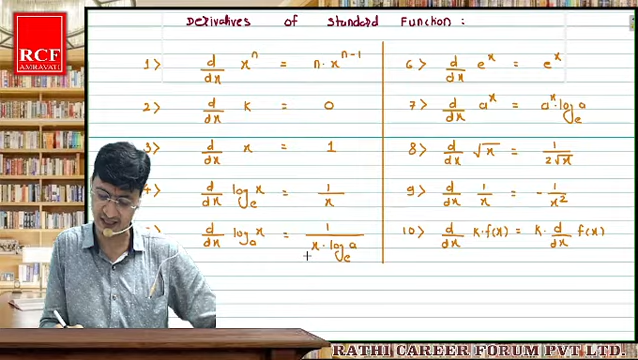 RCF
AMRAVATI
Derivatives of standard Function :
1> d/dx x^n = n·x^(n-1)
2> d/dx k = 0
3> d/dx x = 1
4> d/dx log_e x = 1/x
d/dx log_a x = 1/(x·log_e a)
6> d/dx e^x = e^x
7> d/dx a^x = a^x·log_e a
8> d/dx √x = 1/(2√x)
9> d/dx 1/x = -1/x²
10> d/dx k·f(x) = k·d/dx f(x)
RATHI CAREER FORUM PVT LTD.